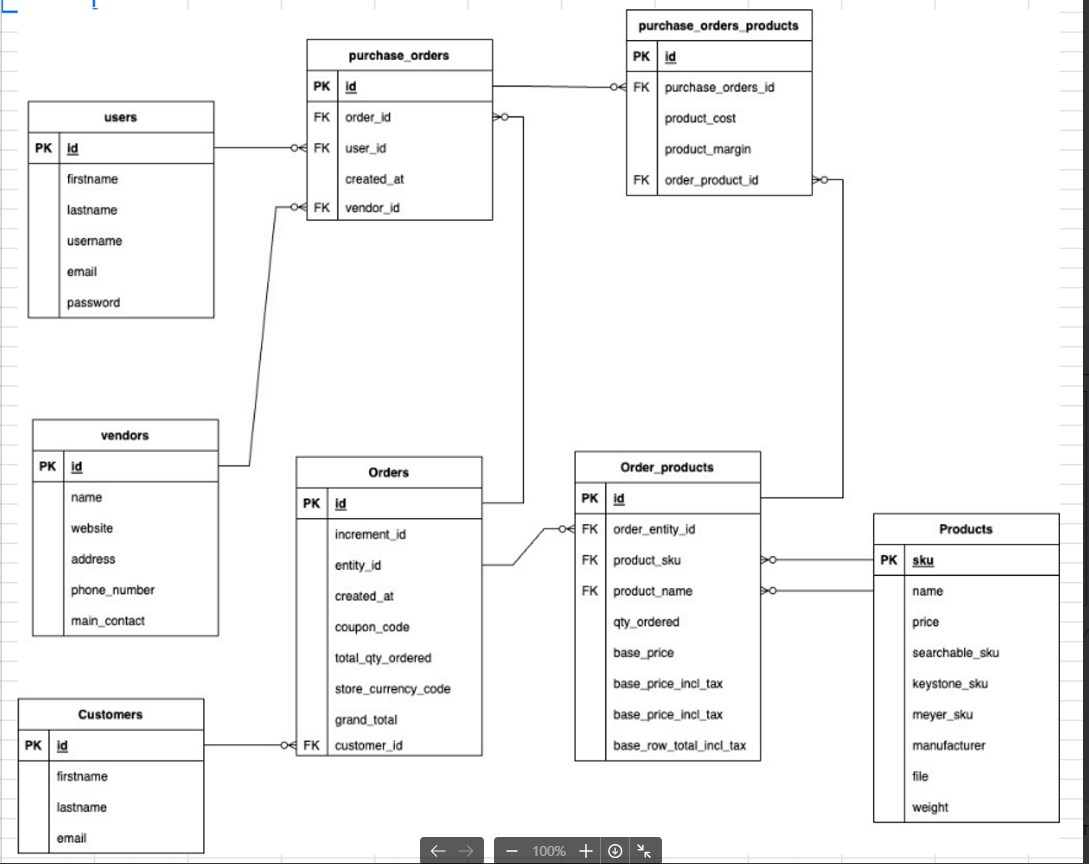 purchase_orders
PK id
FK order_id
FK user_id
created_at
FK vendor_id
purchase_orders_products
PK id
FK purchase_orders_id
product_cost
product_margin
FK order_product_id
users
PK id
firstname
lastname
username
email
password
vendors
PK id
name
website
address
phone_number
main_contact
Orders
PK id
increment_id
entity_id
created_at
coupon_code
total_qty_ordered
store_currency_code
grand_total
FK customer_id
Order_products
PK id
FK order_entity_id
FK product_sku
FK product_name
qty_ordered
base_price
base_price_incl_tax
base_price_incl_tax
base_row_total_incl_tax
Products
PK sku
name
price
searchable_sku
keystone_sku
meyer_sku
manufacturer
file
weight
Customers
PK id
firstname
lastname
email
100%